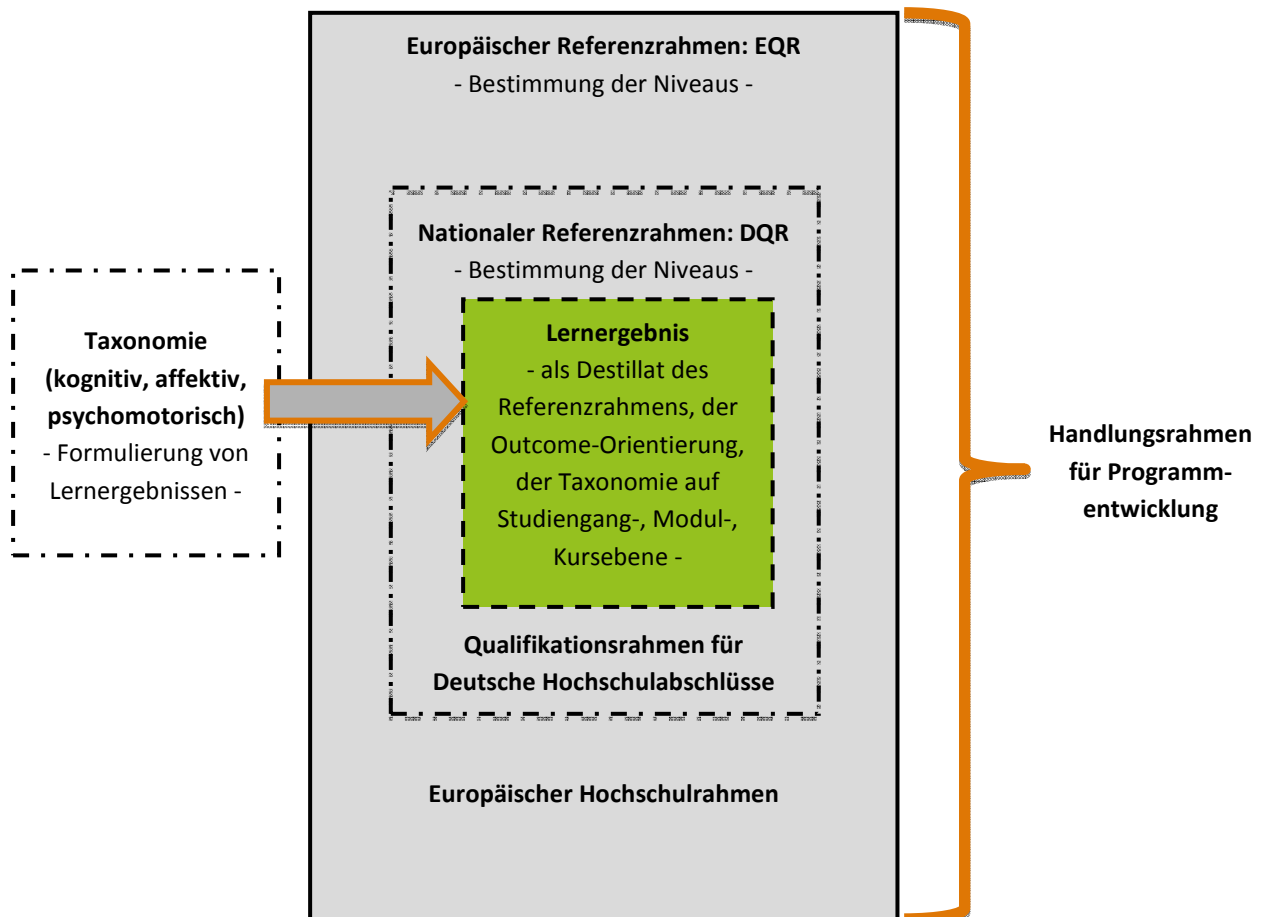 Europäischer Referenzrahmen: EQR
- Bestimmung der Niveaus -
Nationaler Referenzrahmen: DQR
- Bestimmung der Niveaus -
Taxonomie
(kognitiv, affektiv,
psychomotorisch)
- Formulierung von
Lernergebnissen -
Lernergebnis
- als Destillat des
Referenzrahmens, der
Outcome-Orientierung,
der Taxonomie auf
Studiengang-, Modul-,
Kursebene -
Handlungsrahmen
für Programm-
entwicklung
Qualifikationsrahmen für
Deutsche Hochschulabschlüsse
Europäischer Hochschulrahmen